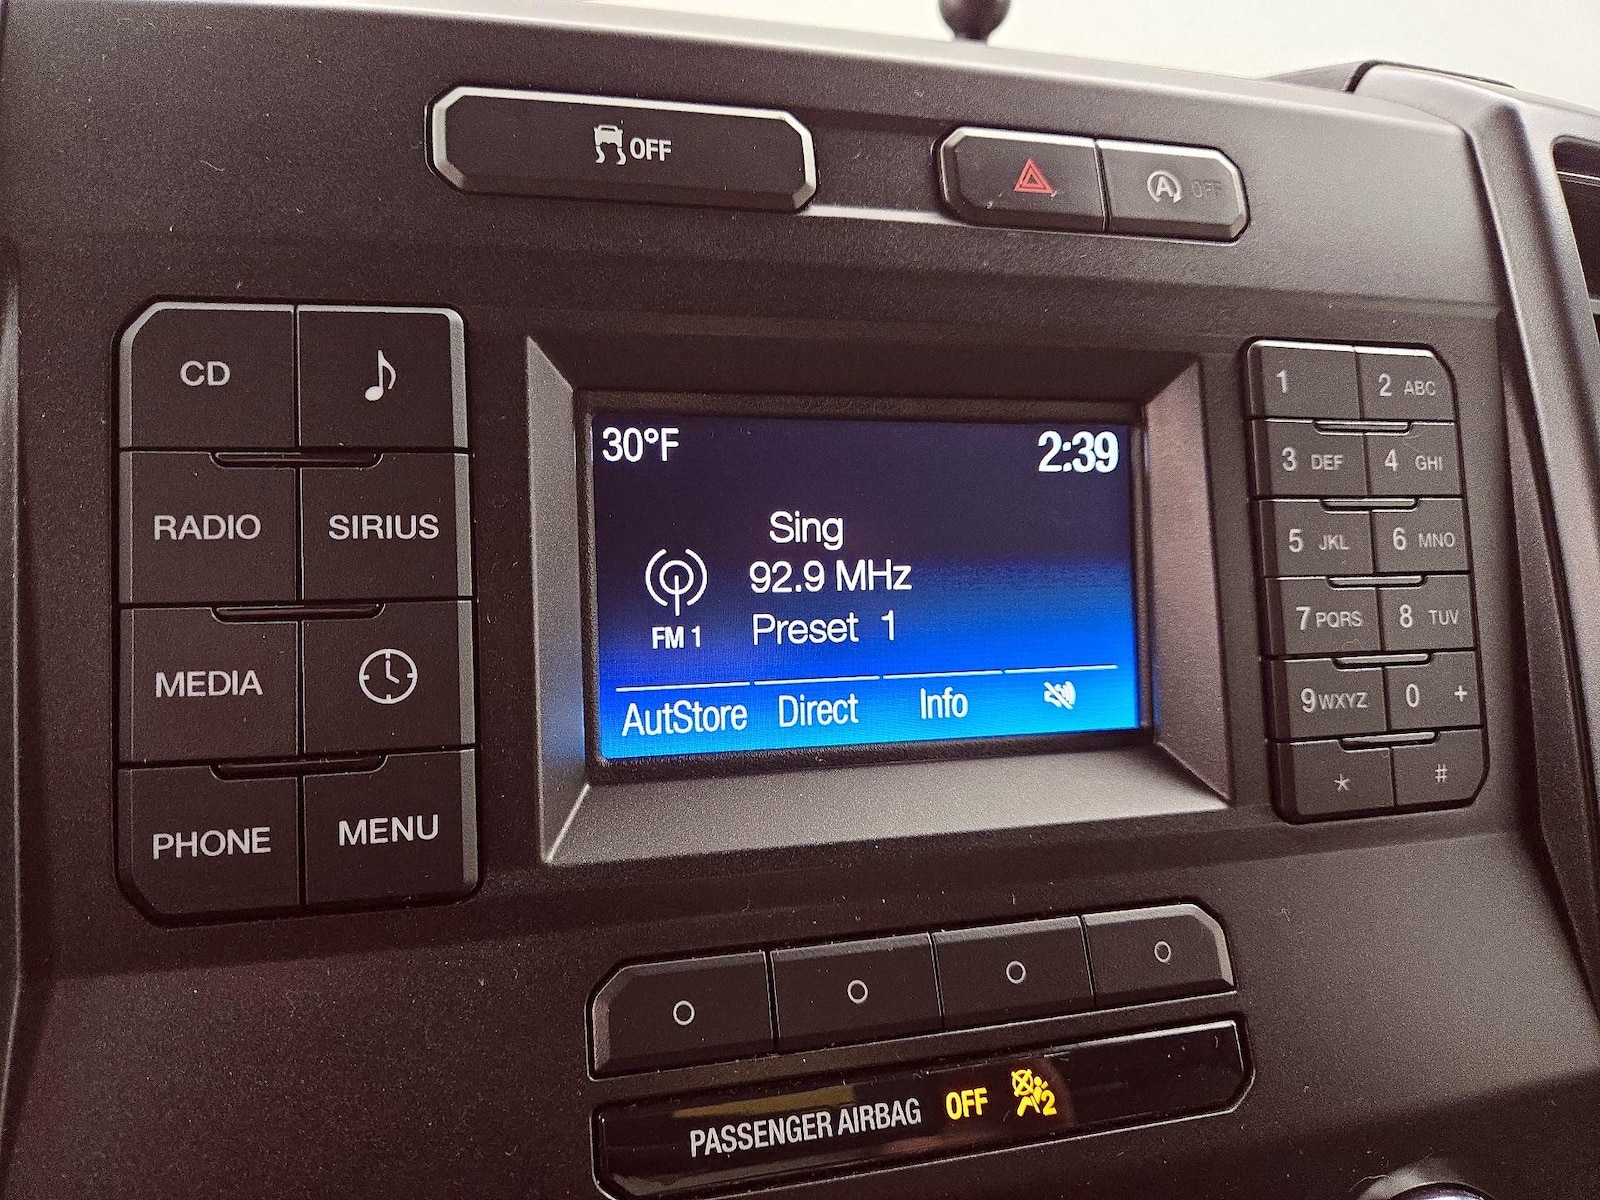 OFF
A OFF
CD
RADIO SIRIUS
MEDIA
PHONE MENU
30°F 2:39
Sing
92.9 MHz
FM 1 Preset 1
AutStore Direct Info
1 2 ABC
3 DEF 4 GHI
5 JKL 6 MNO
7 PQRS 8 TUV
9 WXYZ 0 +
* #
PASSENGER AIRBAG OFF 2